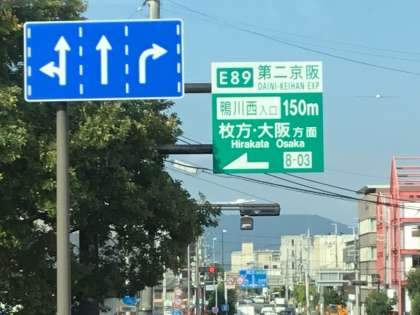 E89 第二京阪
DAINI-KEIHAN EXP
鴨川西入口 150m
枚方・大阪方面
Hirakata Osaka
8-03